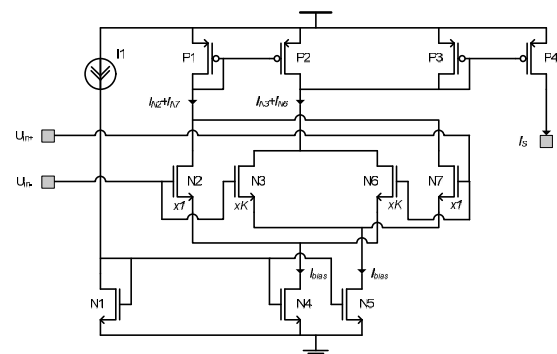 I1
P1
P2
P3
P4
IN2+IN7
IN3+IN6
Uin+
Uin-
IS
N2
N3
N6
N7
x1
xK
xK
x1
Ibias
Ibias
N1
N4
N5